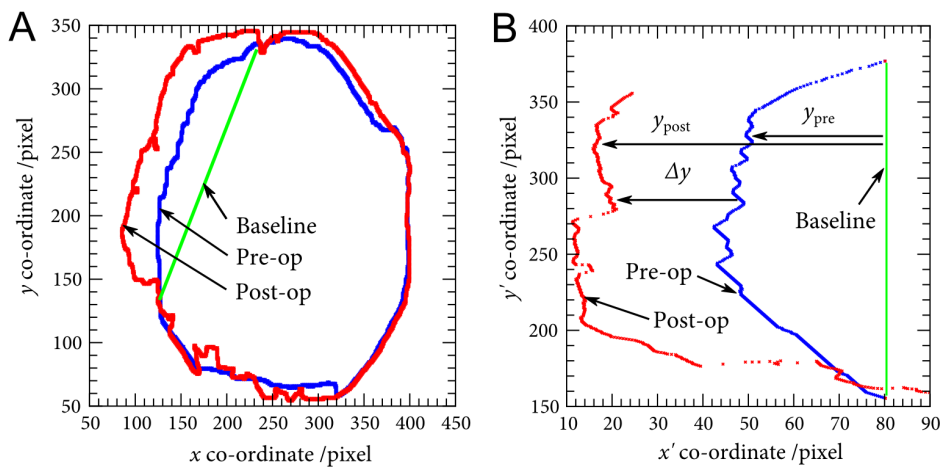 A
350
300
250
200
150
100
50
50 100 150 200 250 300 350 400 450
y co-ordinate /pixel
x co-ordinate /pixel
Baseline
Pre-op
Post-op
B
400
350
300
250
200
150
10 20 30 40 50 60 70 80 90
y′ co-ordinate /pixel
x′ co-ordinate /pixel
y_post
y_pre
Δy
Baseline
Pre-op
Post-op